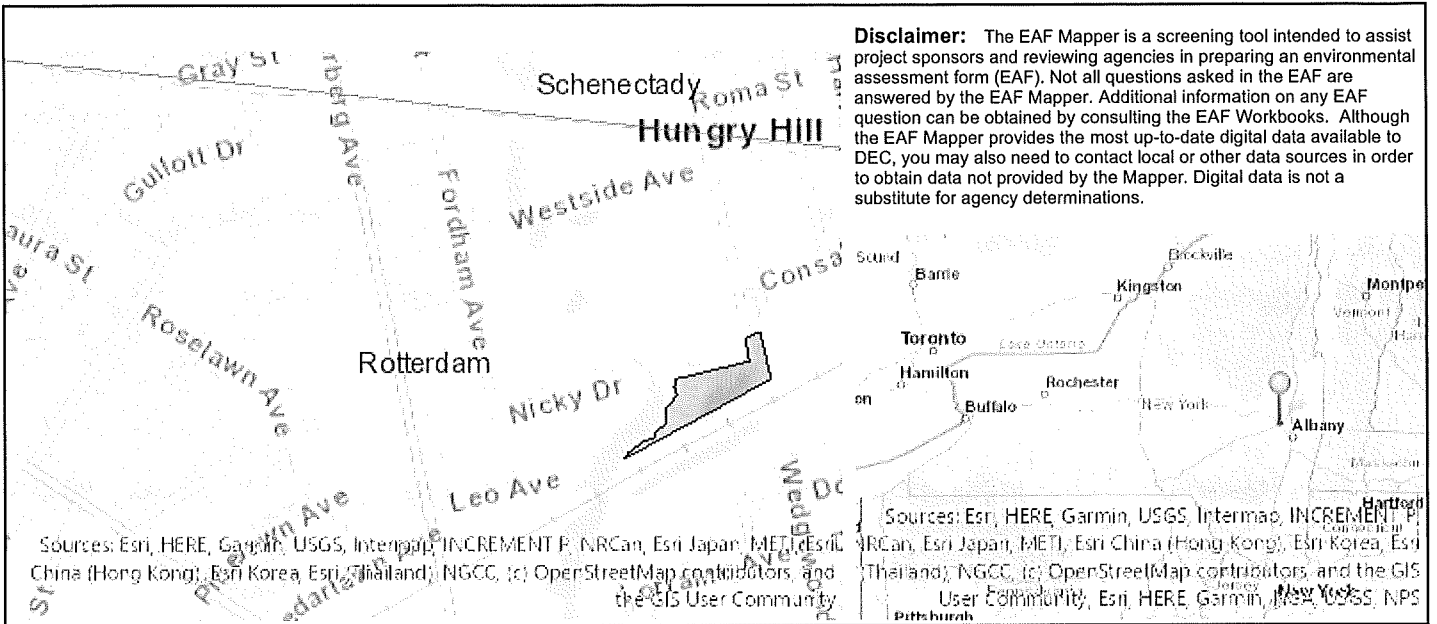 Gray St
Schenectady
Roma St
Hungry Hill
Gullott Dr
Westside Ave
Fordham Ave
Consa
aura St
Ave
Roselawn Ave
Rotterdam
Nicky Dr
Leo Ave
Sources: Esri, HERE, Garmin, USGS, Intermap, INCREMENT P, NRCan, Esri Japan, METI, Esri
China (Hong Kong), Esri Korea, Esri (Thailand), NGCC, (c) OpenStreetMap contributors, and
the GIS User Community
Disclaimer: The EAF Mapper is a screening tool intended to assist
project sponsors and reviewing agencies in preparing an environmental
assessment form (EAF). Not all questions asked in the EAF are
answered by the EAF Mapper. Additional information on any EAF
question can be obtained by consulting the EAF Workbooks. Although
the EAF Mapper provides the most up-to-date digital data available to
DEC, you may also need to contact local or other data sources in order
to obtain data not provided by the Mapper. Digital data is not a
substitute for agency determinations.
Barrie
Brockville
Kingston
Montpe
Vermont
Toronto
Lake Ontario
Hamilton
Rochester
Buffalo
New York
Albany
Hartford
Sources: Esri, HERE, Garmin, USGS, Intermap, INCREMENT P,
NRCan, Esri Japan, METI, Esri China (Hong Kong), Esri Korea, Esri
(Thailand), NGCC, (c) OpenStreetMap contributors, and the GIS
User Community, Esri, HERE, Garmin, NGA, USGS, NPS
New York
Pittsburgh